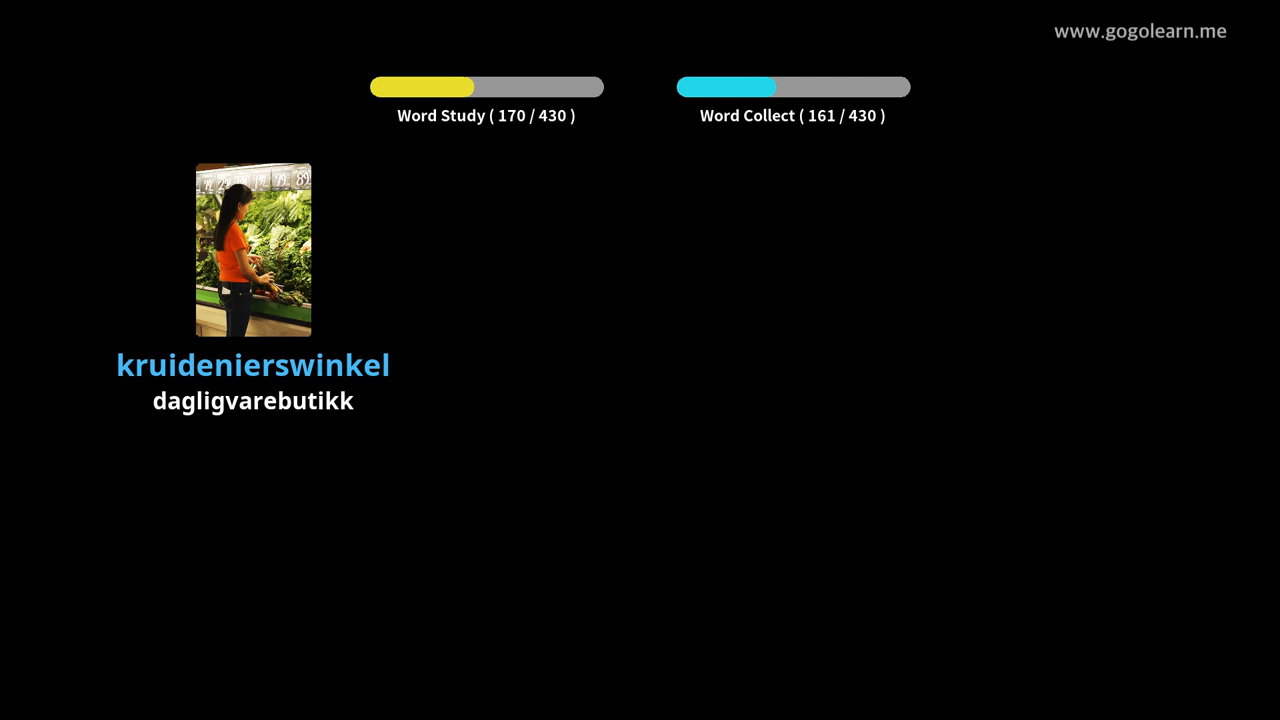 www.gogolearn.me
Word Study ( 170 / 430 )
Word Collect ( 161 / 430 )
kruidenierswinkel
dagligvarebutikk